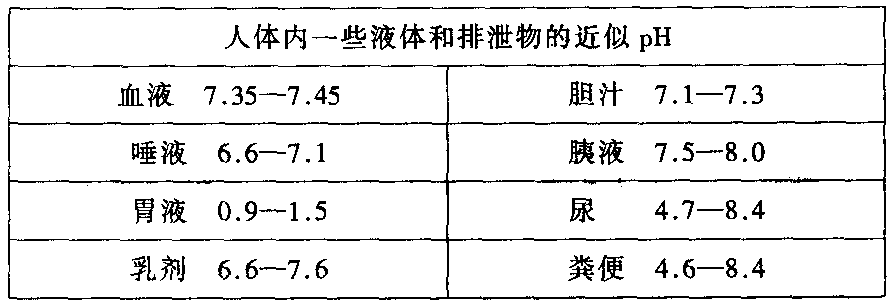 人体内一些液体和排泄物的近似 pH
血液 7.35—7.45 胆汁 7.1—7.3
唾液 6.6—7.1 胰液 7.5—8.0
胃液 0.9—1.5 尿 4.7—8.4
乳剂 6.6—7.6 粪便 4.6—8.4